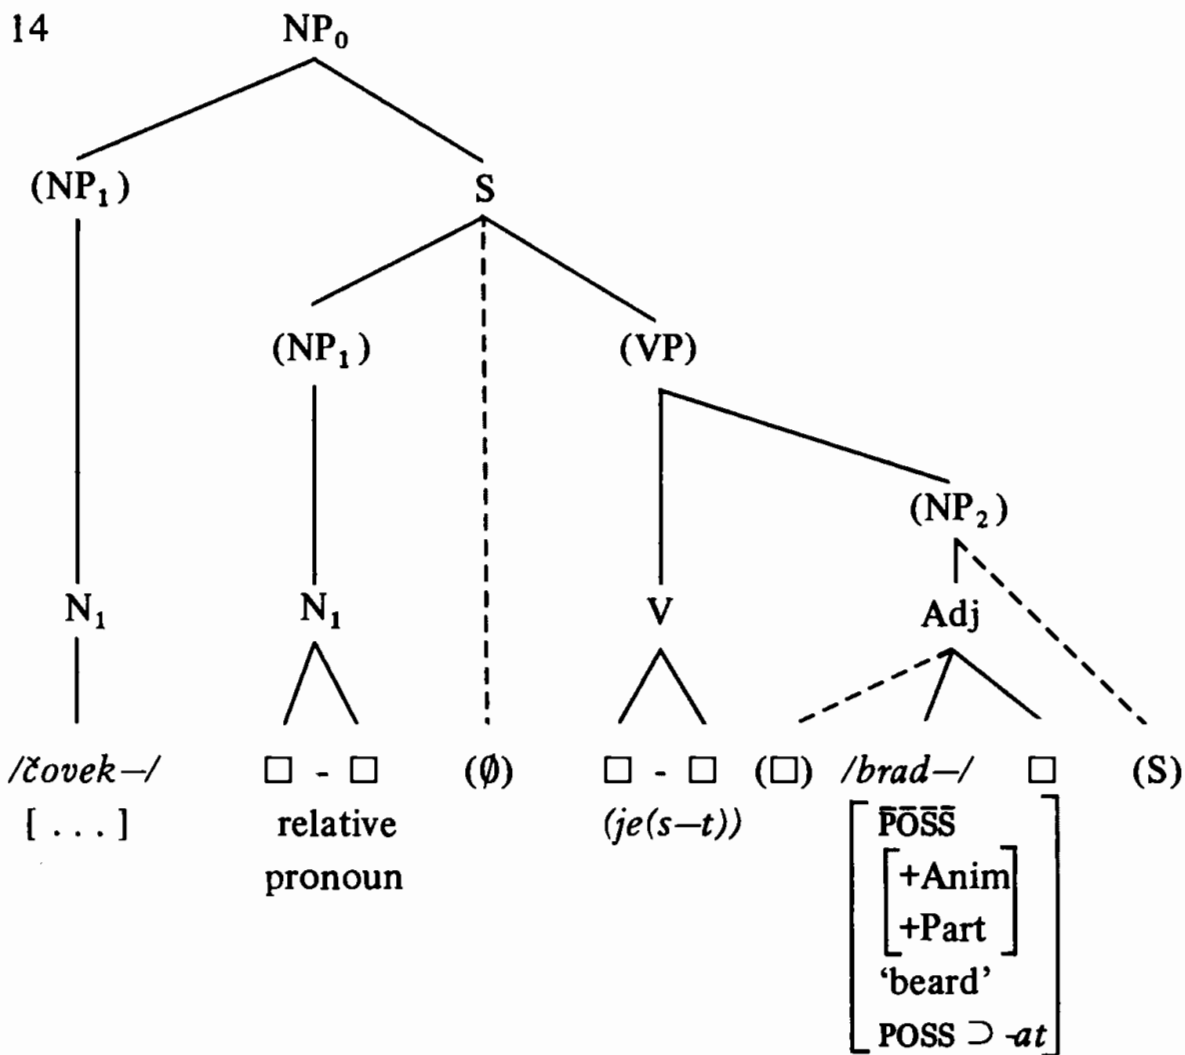 14 NP₀
(NP₁) S
(NP₁) (VP)
(NP₂)
N₁ N₁ V Adj
/čovek—/ □ - □ (∅) □ - □ (□) /brad—/ □ (S)
[ . . . ] relative (je(s—t)) P̄ŌS̄S̄
pronoun +Anim
+Part
‘beard’
POSS ⊃ -at